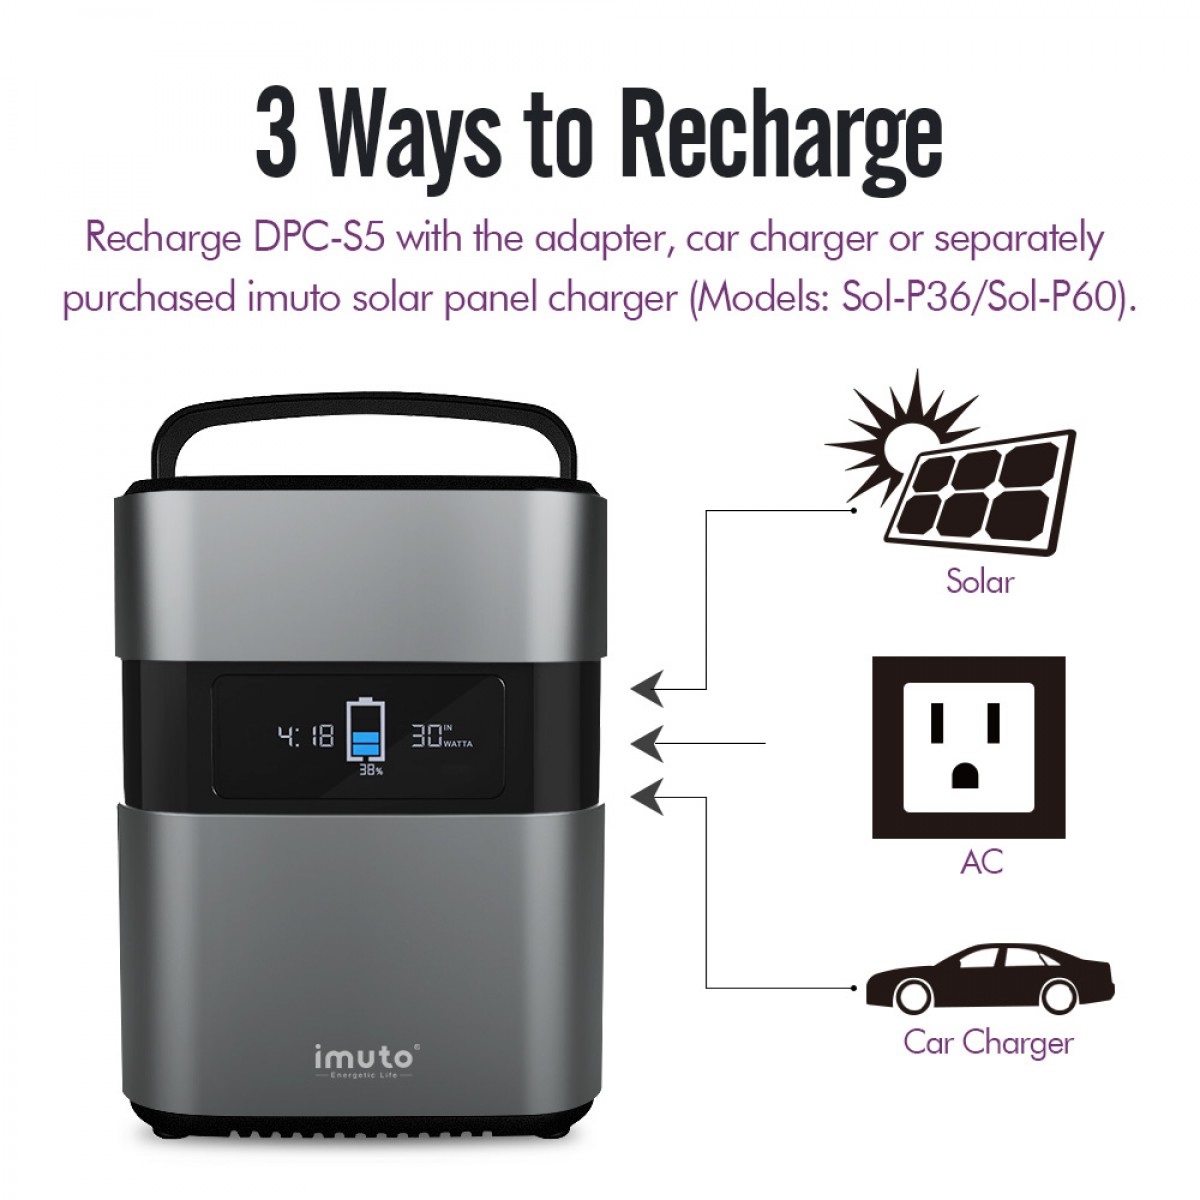 3 Ways to Recharge
Recharge DPC-S5 with the adapter, car charger or separately
purchased imuto solar panel charger (Models: Sol-P36/Sol-P60).
Solar
4:18
30 IN WATTA
38%
AC
Car Charger
imuto
Energetic Life